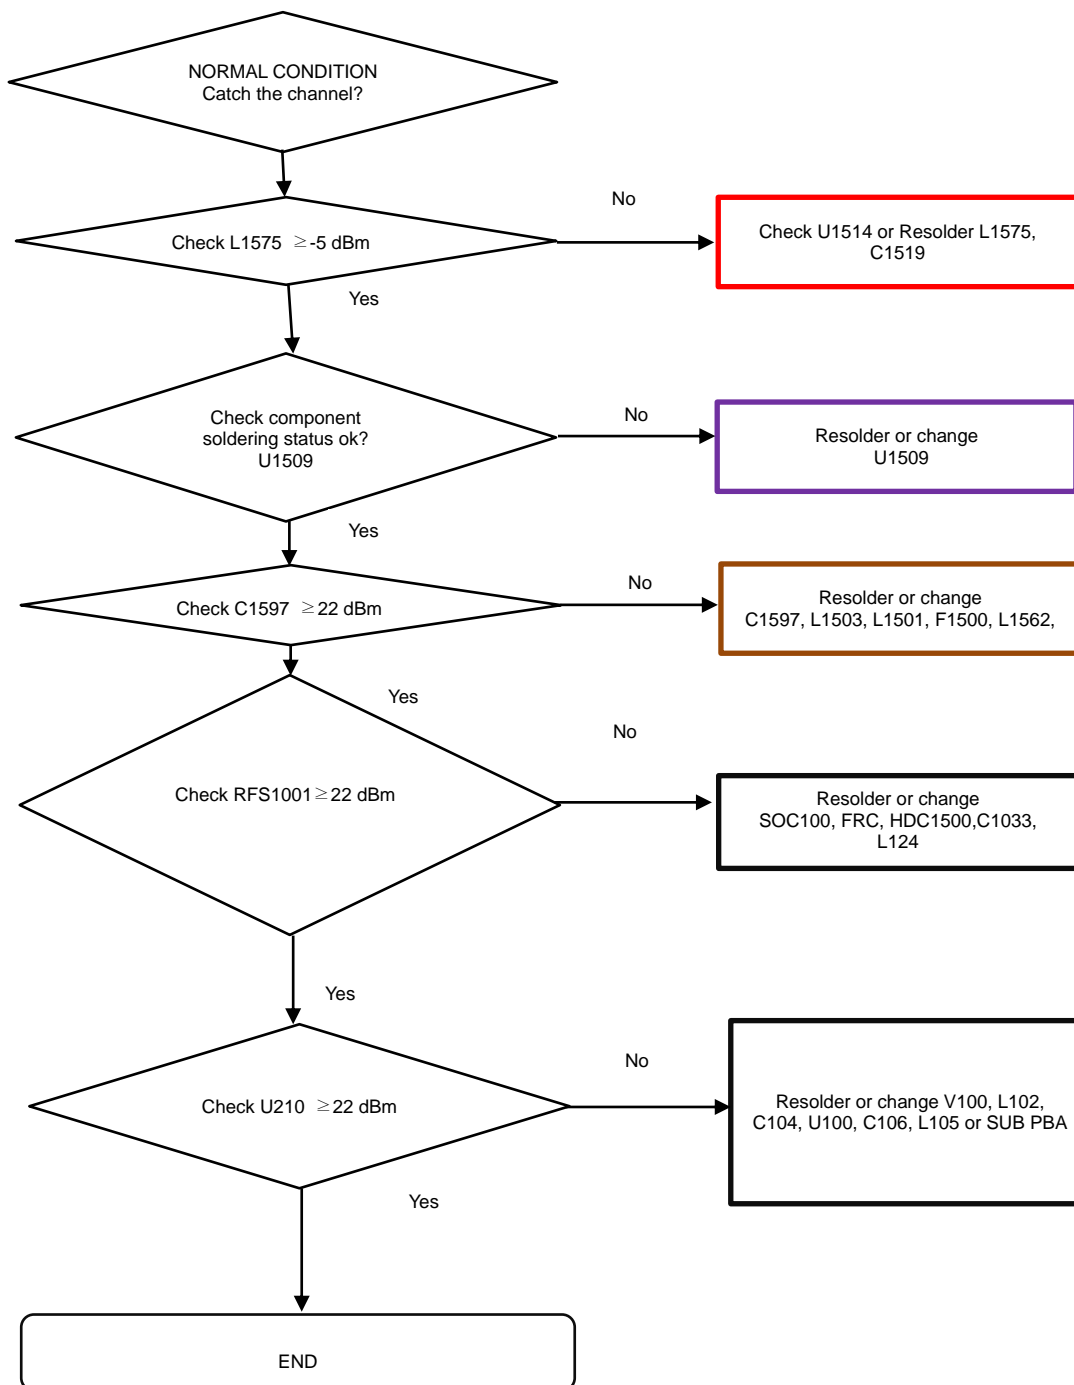 NORMAL CONDITION
Catch the channel?
No
Check L1575 ≥-5 dBm
Check U1514 or Resolder L1575,
C1519
Yes
Check component
soldering status ok?
U1509
No
Resolder or change
U1509
Yes
Check C1597 ≥22 dBm
No
Resolder or change
C1597, L1503, L1501, F1500, L1562,
Yes
No
Check RFS1001≥22 dBm
Resolder or change
SOC100, FRC, HDC1500,C1033,
L124
Yes
No
Check U210 ≥22 dBm
Resolder or change V100, L102,
C104, U100, C106, L105 or SUB PBA
Yes
END